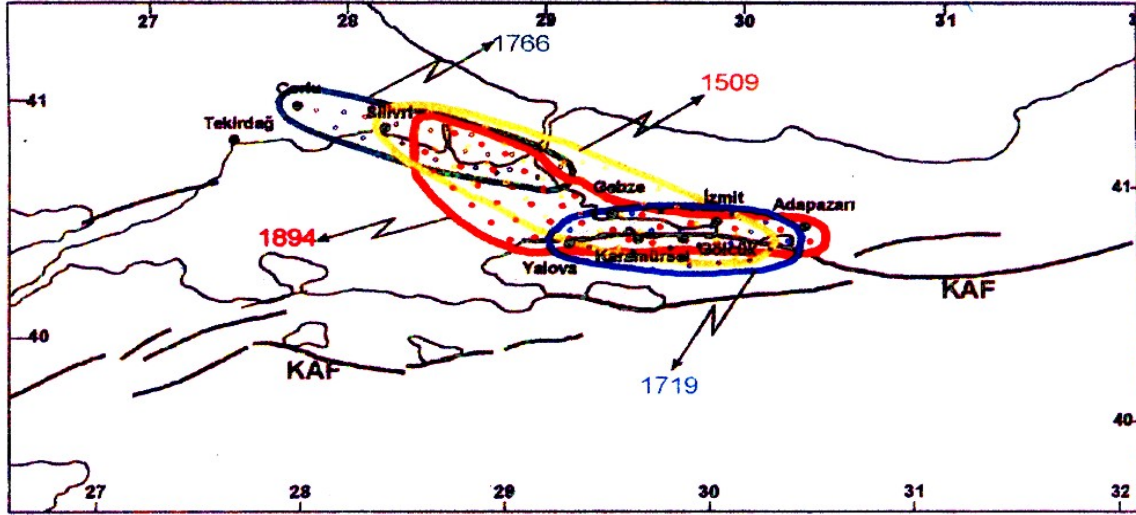 27 28 29 30 31
1766
1509
41
Çorlu
Silivri
Tekirdağ
41
Gebze
İzmit
Adapazarı
1894
Yalova
Karamürsel
Gölcük
KAF
40
KAF
1719
40
27 28 29 30 31 32